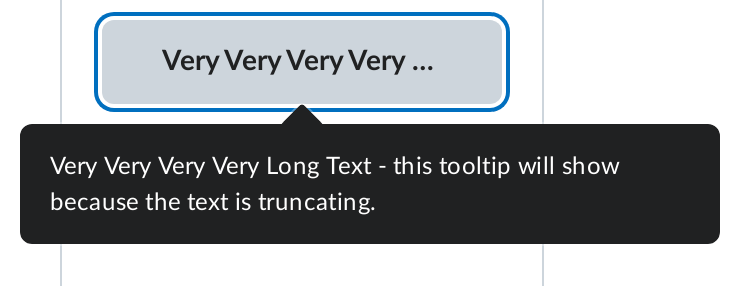 Very Very Very Very ...
Very Very Very Very Long Text - this tooltip will show
because the text is truncating.